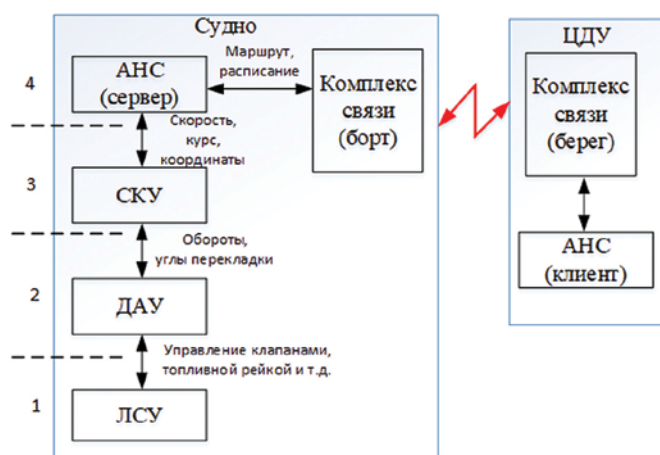 Судно
ЦДУ
4
АНС
(сервер)
Маршрут,
расписание
Комплекс
связи
(борт)
Комплекс
связи
(берег)
Скорость,
курс,
координаты
3
СКУ
Обороты,
углы перекладки
АНС
(клиент)
2
ДАУ
Управление клапанами,
топливной рейкой и т.д.
1
ЛСУ